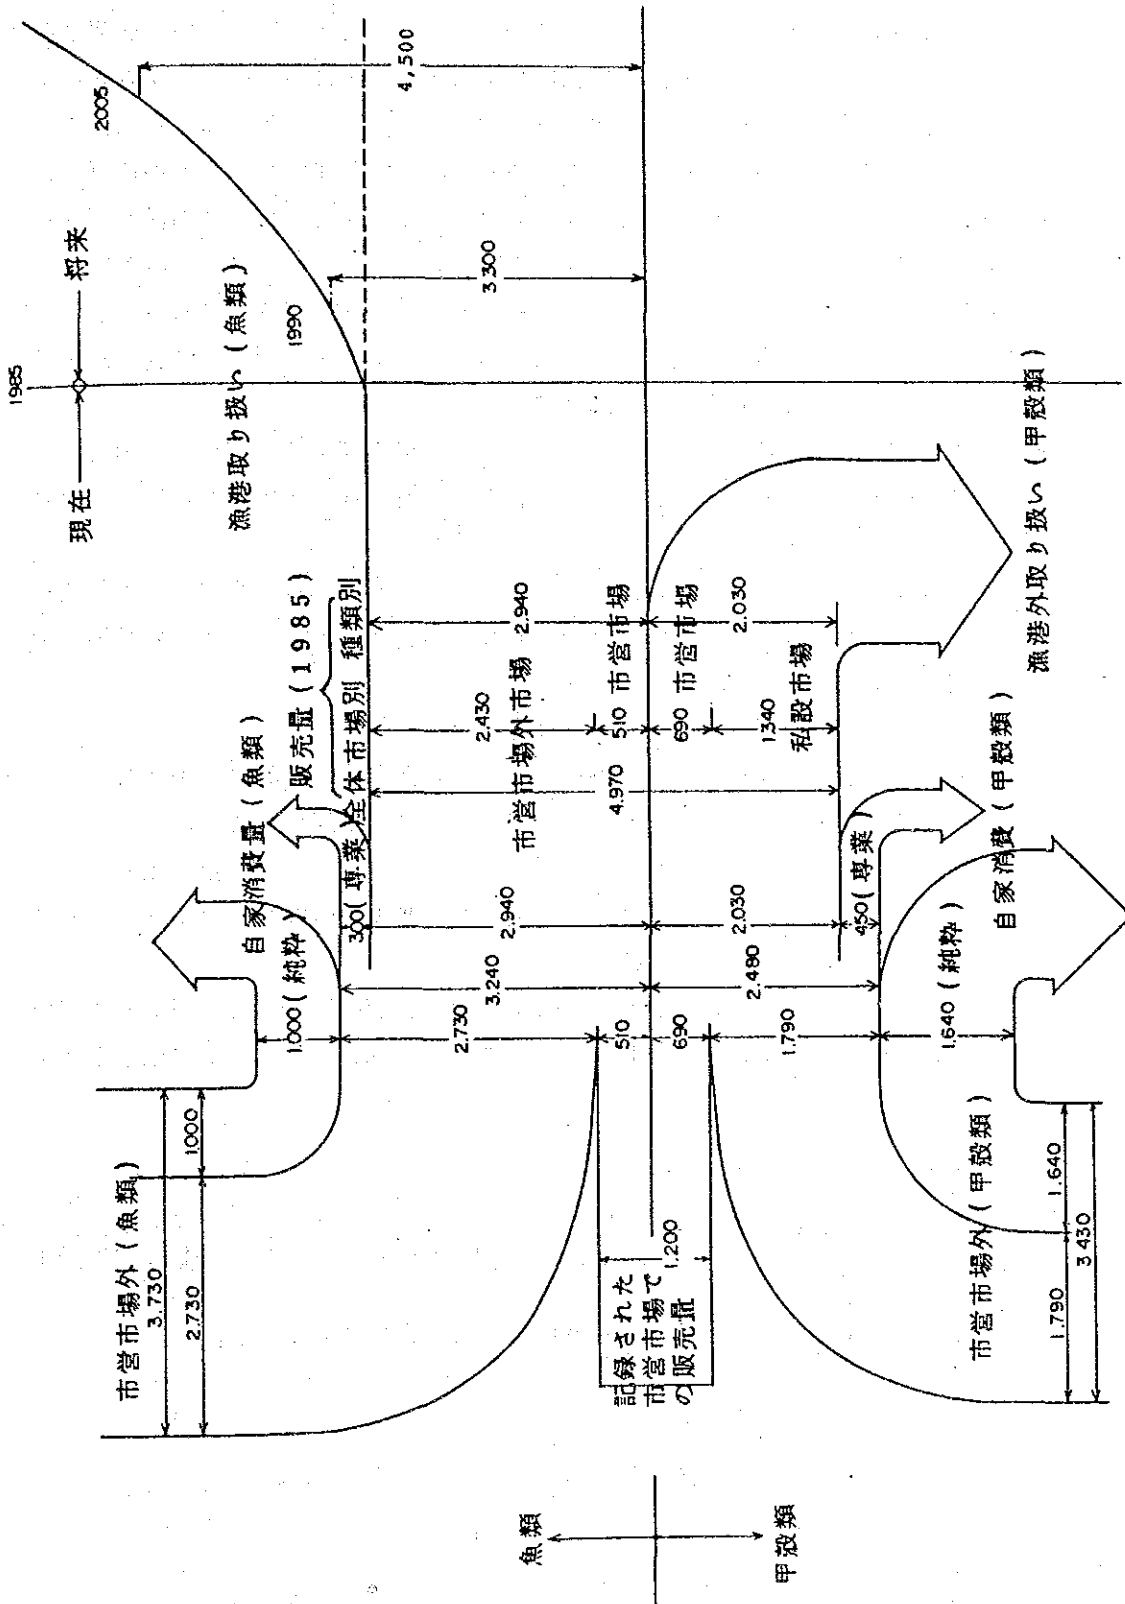 1985
現在
将来
2005
1990
漁港取り扱い（魚類）
4,500
3.300
販売量（1985）
全体
市場別
種類別
自家消費量（魚類）
1.000（純粋）
300（専業）
市営市場外（魚類）
3.730
2.730
1.000
2.730
3.240
2.940
2.430
2.940
市営市場外市場
4.970
510
510
市営市場
690
690
市営市場
1.200
記録された
市営市場で
の販売量
1.790
2.480
2.030
1.340
2.030
私設市場
450（専業）
1.640（純粋）
自家消費（甲殻類）
漁港外取り扱い（甲殻類）
市営市場外（甲殻類）
1.790
1.640
3.430
魚類
甲殻類